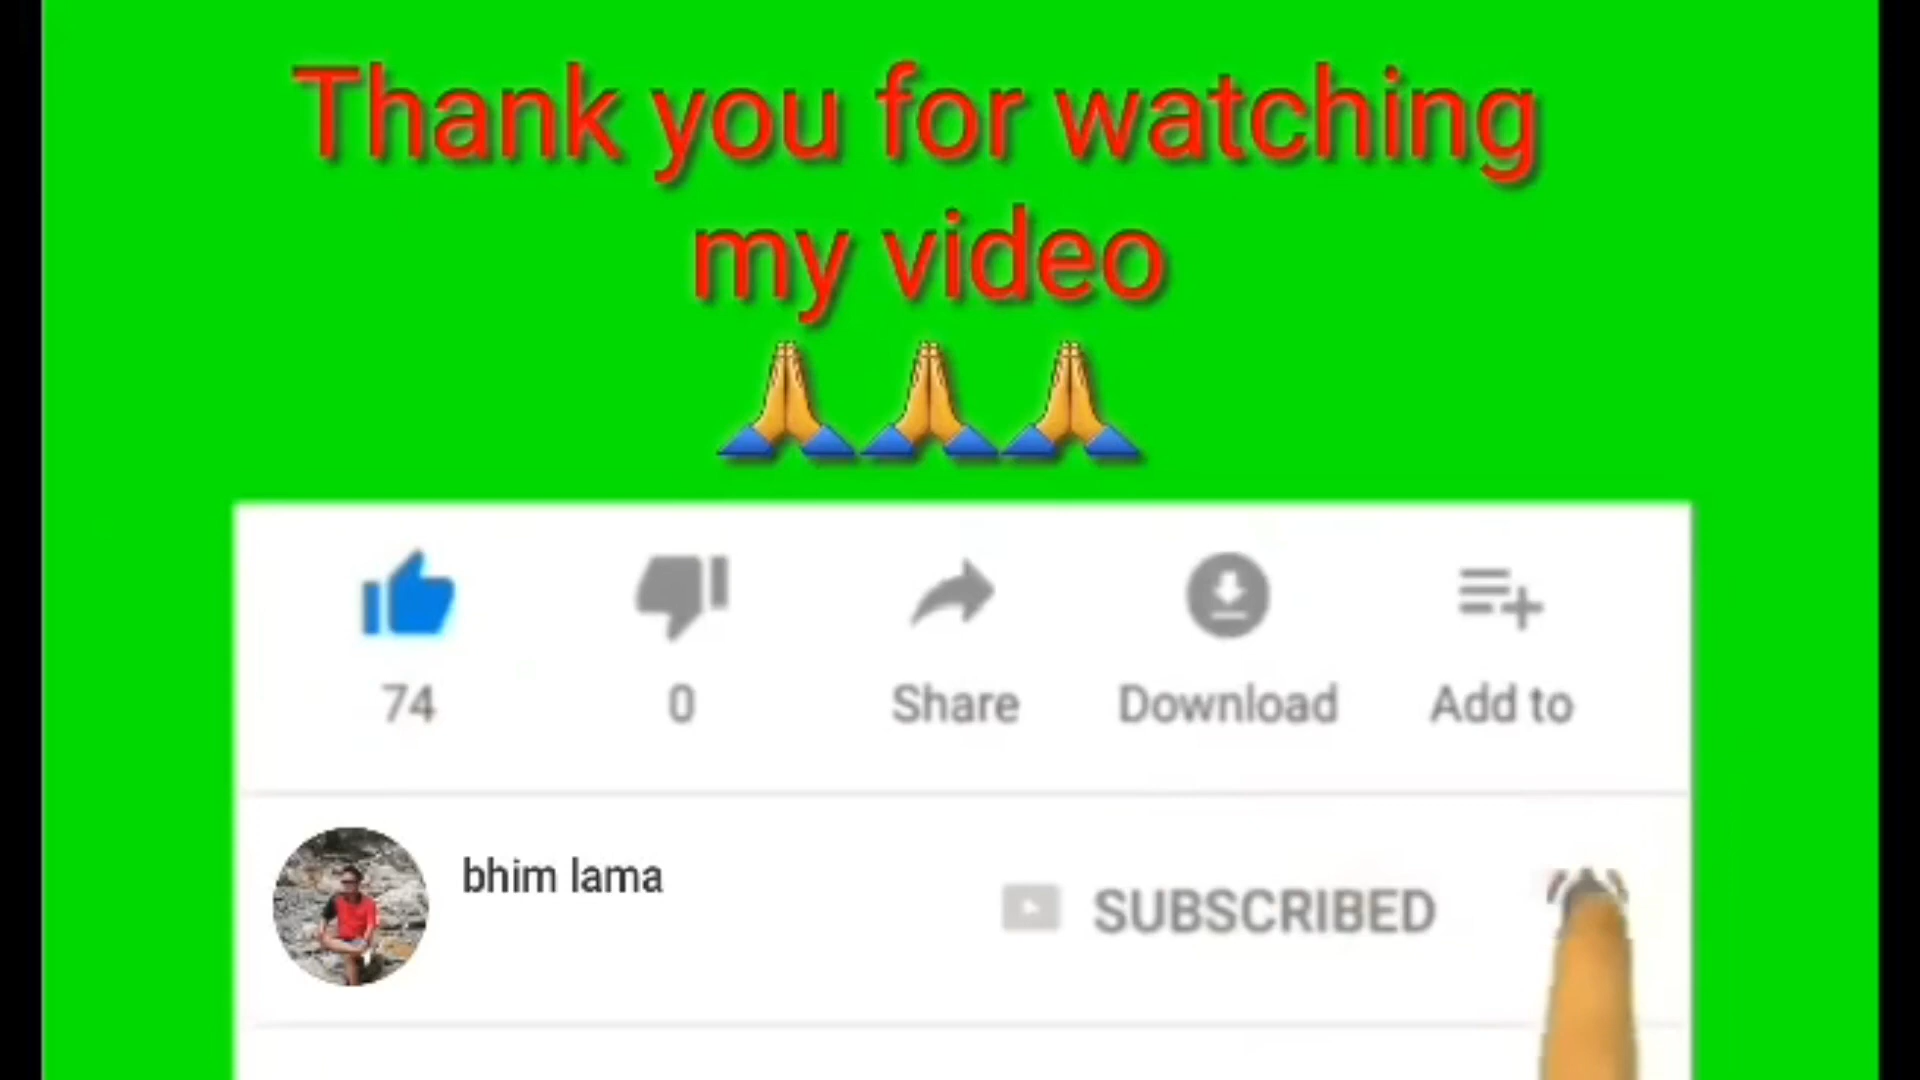 Thank you for watching
my video
🙏🙏🙏
74 0 Share Download Add to
bhim lama
SUBSCRIBED